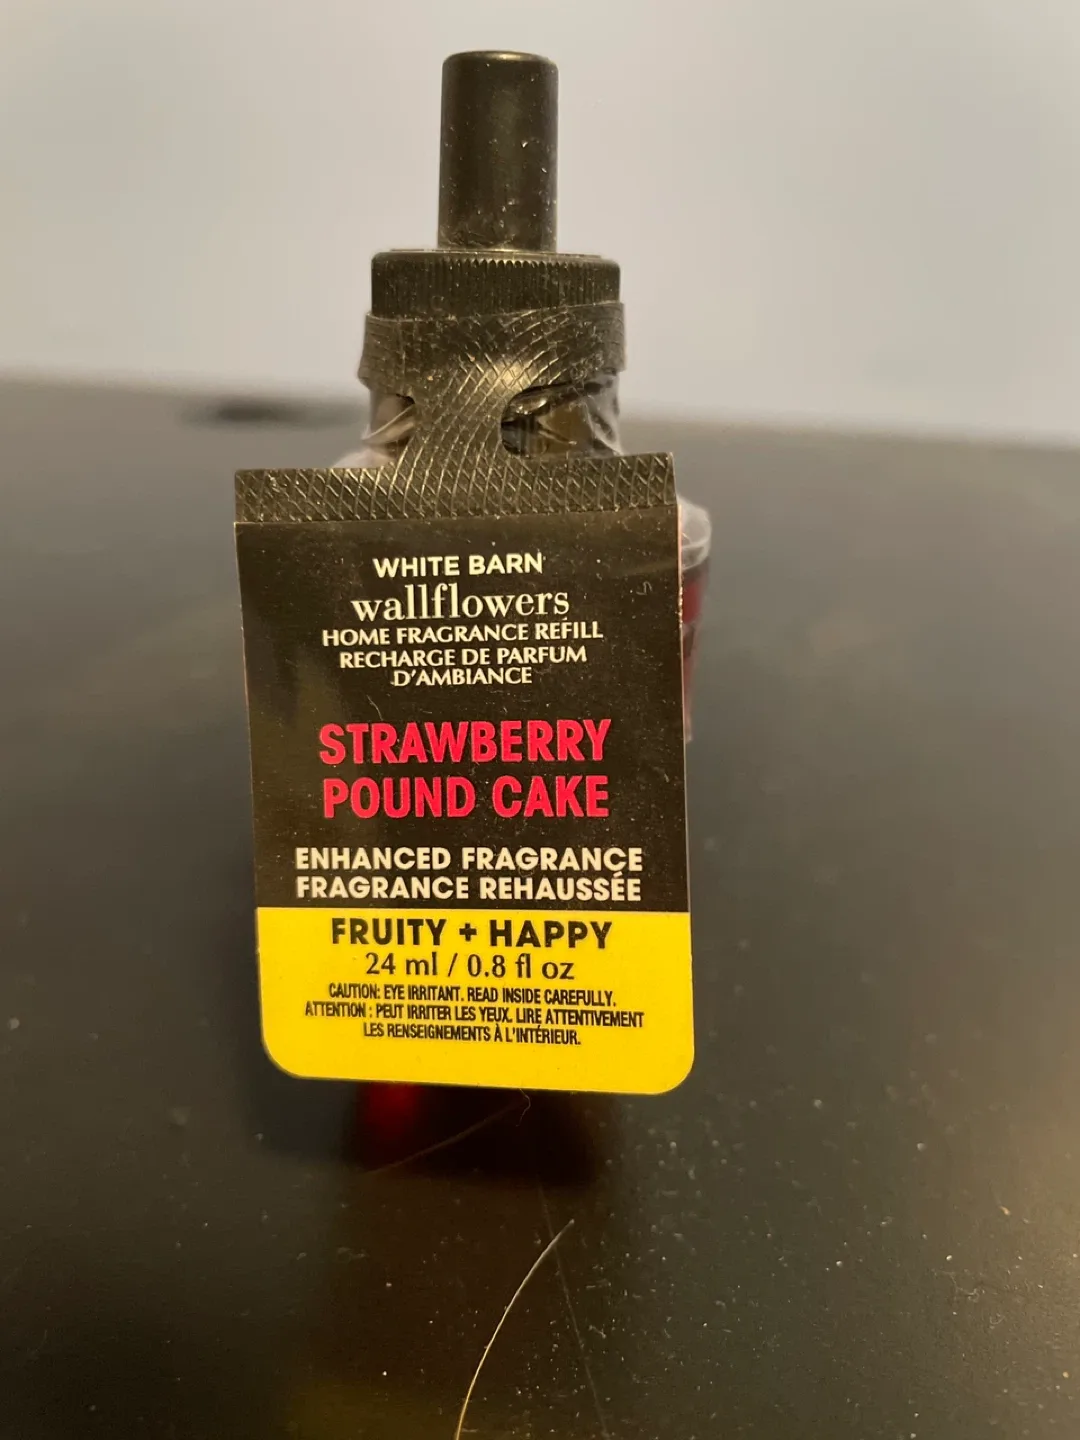 WHITE BARN
wallflowers
HOME FRAGRANCE REFILL
RECHARGE DE PARFUM
D'AMBIANCE
STRAWBERRY
POUND CAKE
ENHANCED FRAGRANCE
FRAGRANCE REHAUSSÉE
FRUITY + HAPPY
24 ml / 0.8 fl oz
CAUTION: EYE IRRITANT. READ INSIDE CAREFULLY.
ATTENTION : PEUT IRRITER LES YEUX. LIRE ATTENTIVEMENT
LES RENSEIGNEMENTS À L'INTÉRIEUR.